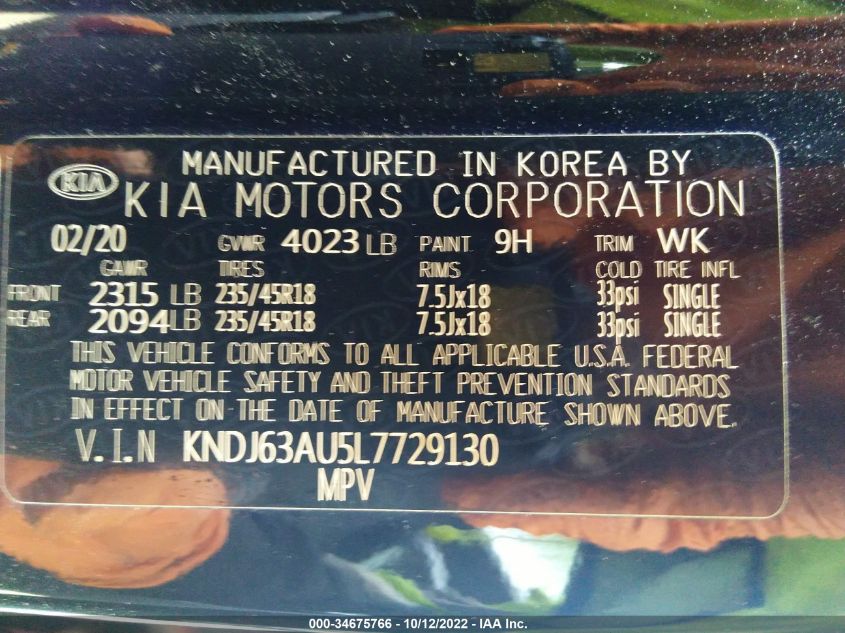 MANUFACTURED IN KOREA BY
KIA KIA MOTORS CORPORATION
02/20 GVWR 4023 LB PAINT 9H TRIM WK
GAWR TIRES RIMS COLD TIRE INFL
FRONT 2315 LB 235/45R18 7.5Jx18 33psi SINGLE
REAR 2094 LB 235/45R18 7.5Jx18 33psi SINGLE
THIS VEHICLE CONFORMS TO ALL APPLICABLE U.S.A. FEDERAL
MOTOR VEHICLE SAFETY AND THEFT PREVENTION STANDARDS
IN EFFECT ON THE DATE OF MANUFACTURE SHOWN ABOVE.
V.I.N KNDJ63AU5L7729130
MPV
000-34675766 - 10/12/2022 - IAA Inc.